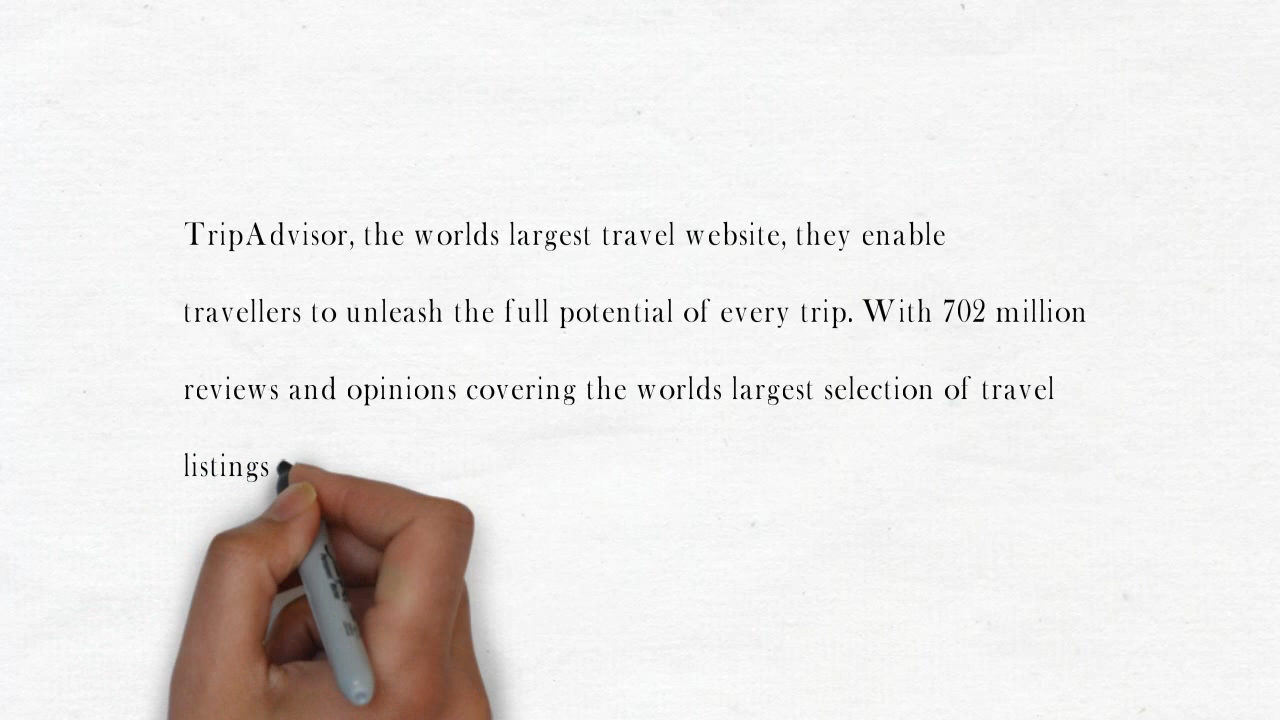 TripAdvisor, the worlds largest travel website, they enable
travellers to unleash the full potential of every trip. With 702 million
reviews and opinions covering the worlds largest selection of travel
listings